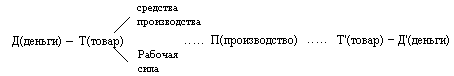 средства
производства
Д(деньги) – Т(товар) ..... П(производство) ..... Т'(товар) – Д'(деньги)
Рабочая
сила